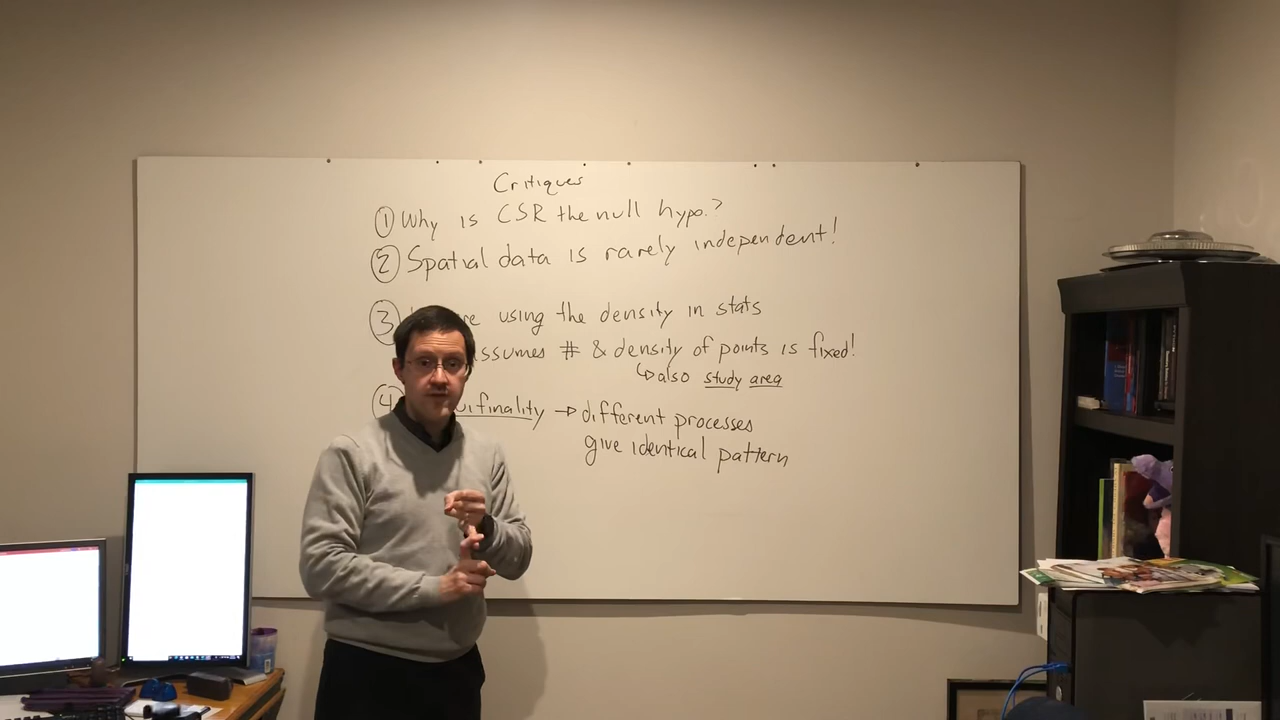 Critiques
① Why is CSR the null hypo.?
② Spatial data is rarely independent!
③ using the density in stats
assumes # & density of points is fixed!
↳ also study area
④ → different processes
give identical pattern